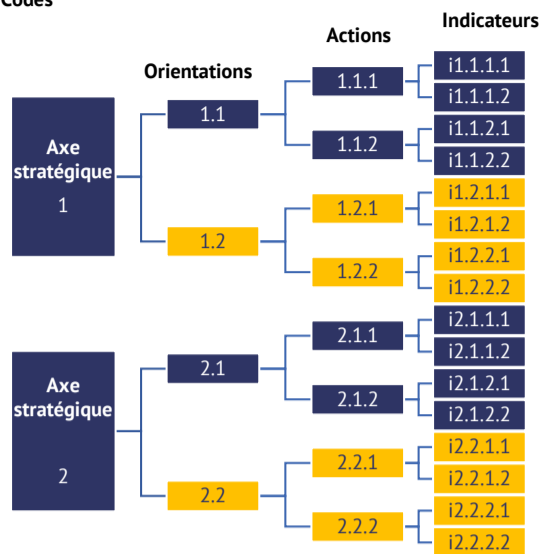 Codes
Indicateurs
Actions
Orientations
Axe
stratégique
1
1.1
1.2
1.1.1
1.1.2
1.2.1
1.2.2
i1.1.1.1
i1.1.1.2
i1.1.2.1
i1.1.2.2
i1.2.1.1
i1.2.1.2
i1.2.2.1
i1.2.2.2
Axe
stratégique
2
2.1
2.2
2.1.1
2.1.2
2.2.1
2.2.2
i2.1.1.1
i2.1.1.2
i2.1.2.1
i2.1.2.2
i2.2.1.1
i2.2.1.2
i2.2.2.1
i2.2.2.2